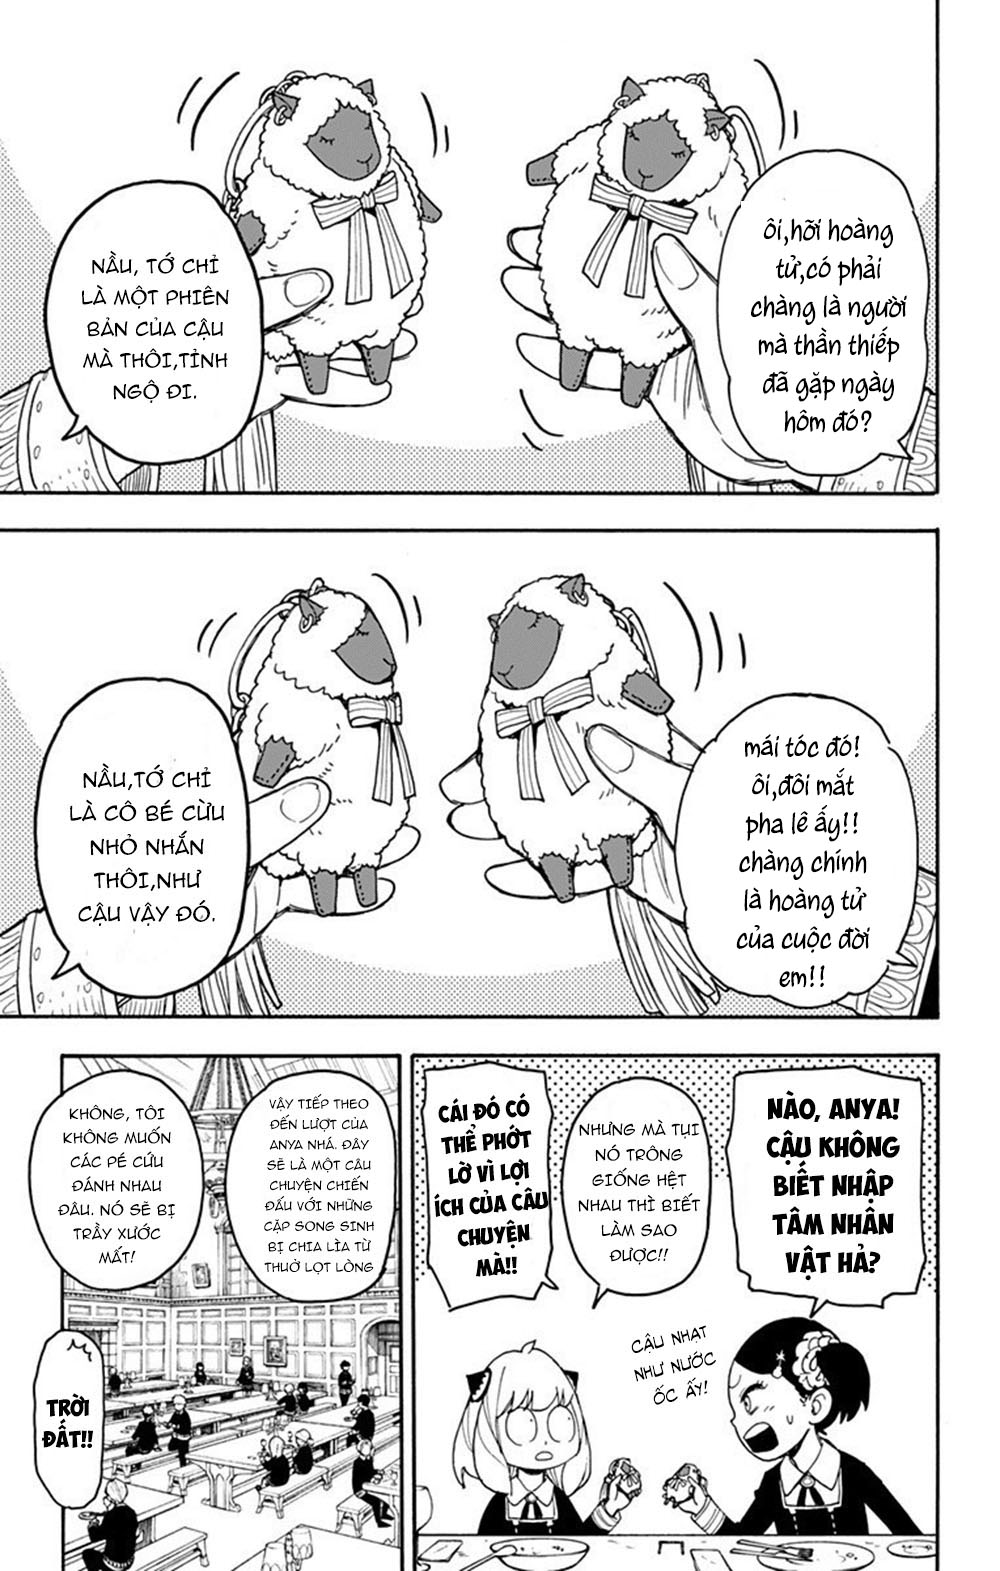 ôi,hỡi hoàng
tử,có phải
chàng là người
mà thần thiếp
đã gặp ngày
hôm đó?
NẦU, TỚ CHỈ
LÀ MỘT PHIÊN
BẢN CỦA CẬU
MÀ THÔI,TỈNH
NGỘ ĐI.
mái tóc đó!
ôi,đôi mắt
pha lê ấy!!
chàng chính
là hoàng tử
của cuộc đời
em!!
NẦU,TỚ CHỈ
LÀ CÔ BÉ CỪU
NHỎ NHẮN
THÔI,NHƯ
CẬU VẬY ĐÓ.
NÀO, ANYA!
CẬU KHÔNG
BIẾT NHẬP
TÂM NHÂN
VẬT HẢ?
NHƯNG MÀ TỤI
NÓ TRÔNG
GIỐNG HỆT
NHAU THÌ BIẾT
LÀM SAO
ĐƯỢC!!
CÁI ĐÓ CÓ
THỂ PHỚT
LỜ VÌ LỢI
ÍCH CỦA CÂU
CHUYỆN
MÀ!!
CẬU NHẠT
NHƯ NƯỚC
ỐC ẤY!
VẬY TIẾP THEO
ĐẾN LƯỢT CỦA
ANYA NHÁ. ĐÂY
SẼ LÀ MỘT CÂU
CHUYỆN CHIẾN
ĐẤU VỚI NHỮNG
CẶP SONG SINH
BỊ CHIA LÌA TỪ
THUỞ LỌT LÒNG
KHÔNG, TÔI
KHÔNG MUỐN
CÁC PÉ CỨU
ĐÁNH NHAU
ĐÂU. NÓ SẼ BỊ
TRẦY XƯỚC
MẤT!
TRỜI
ĐẤT!!